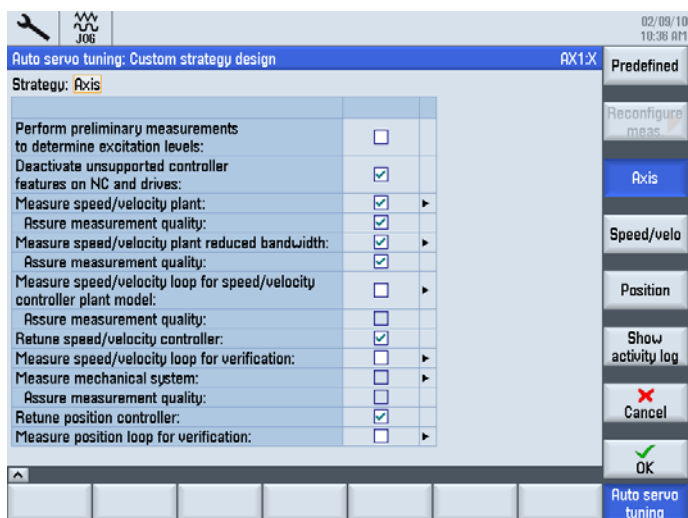 JOG
02/09/10
10:36 AM
Auto servo tuning: Custom strategy design AX1:X
Strategy: Axis
Perform preliminary measurements
to determine excitation levels:
Deactivate unsupported controller
features on NC and drives:
Measure speed/velocity plant:
Assure measurement quality:
Measure speed/velocity plant reduced bandwidth:
Assure measurement quality:
Measure speed/velocity loop for speed/velocity
controller plant model:
Assure measurement quality:
Retune speed/velocity controller:
Measure speed/velocity loop for verification:
Measure mechanical system:
Assure measurement quality:
Retune position controller:
Measure position loop for verification:
Predefined
Reconfigure
meas.
Axis
Speed/velo
Position
Show
activity log
Cancel
OK
Auto servo
tuning